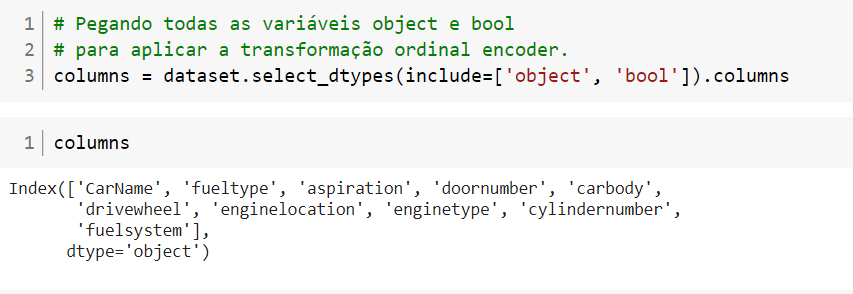 1 # Pegando todas as variáveis object e bool
2 # para aplicar a transformação ordinal encoder.
3 columns = dataset.select_dtypes(include=['object', 'bool']).columns
1 columns
Index(['CarName', 'fueltype', 'aspiration', 'doornumber', 'carbody',
'drivewheel', 'enginelocation', 'enginetype', 'cylindernumber',
'fuelsystem'],
dtype='object')